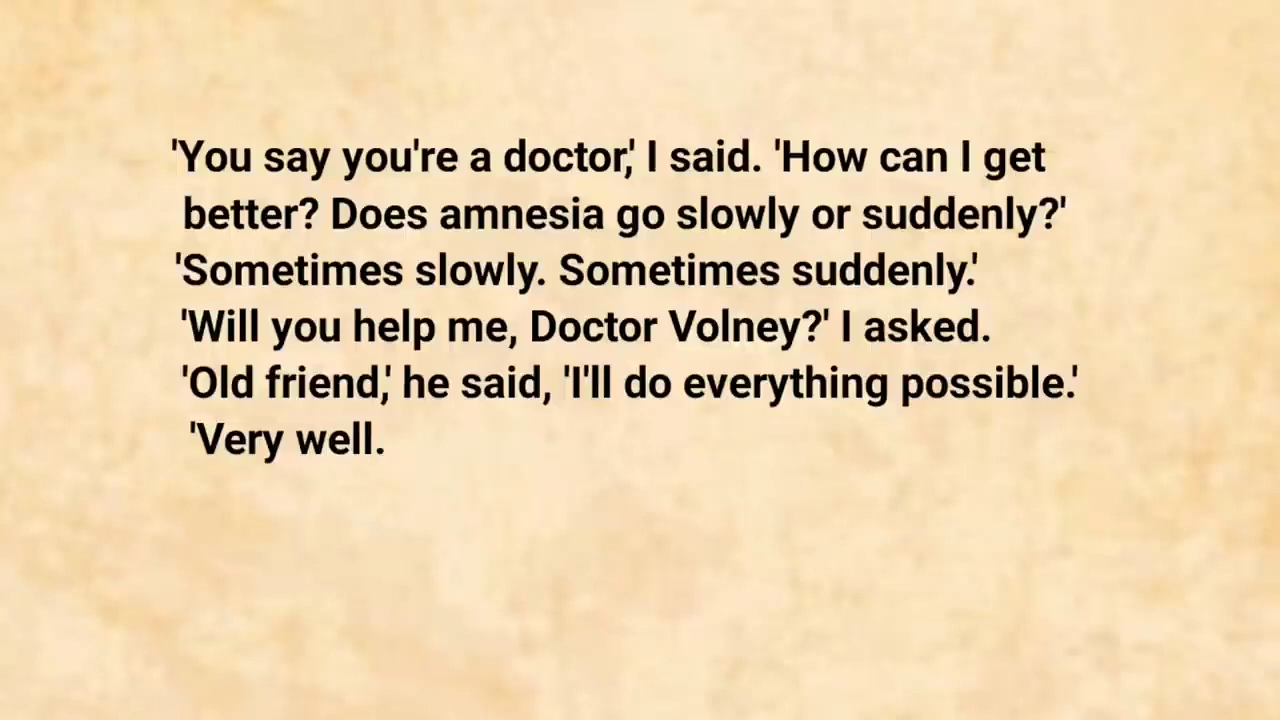 'You say you're a doctor,' I said. 'How can I get
better? Does amnesia go slowly or suddenly?'
'Sometimes slowly. Sometimes suddenly.'
'Will you help me, Doctor Volney?' I asked.
'Old friend,' he said, 'I'll do everything possible.'
'Very well.